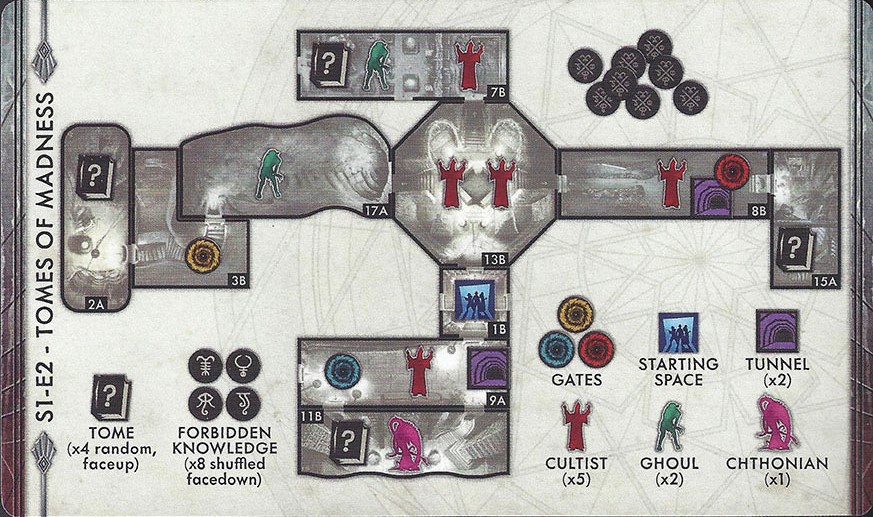 S1-E2 - TOMES OF MADNESS
?
7B
?
17A
13B
8B
?
2A
3B
1B
15A
9A
11B
?
?
TOME
(x4 random,
faceup)
FORBIDDEN
KNOWLEDGE
(x8 shuffled
facedown)
GATES
STARTING
SPACE
TUNNEL
(x2)
CULTIST
(x5)
GHOUL
(x2)
CHTHONIAN
(x1)